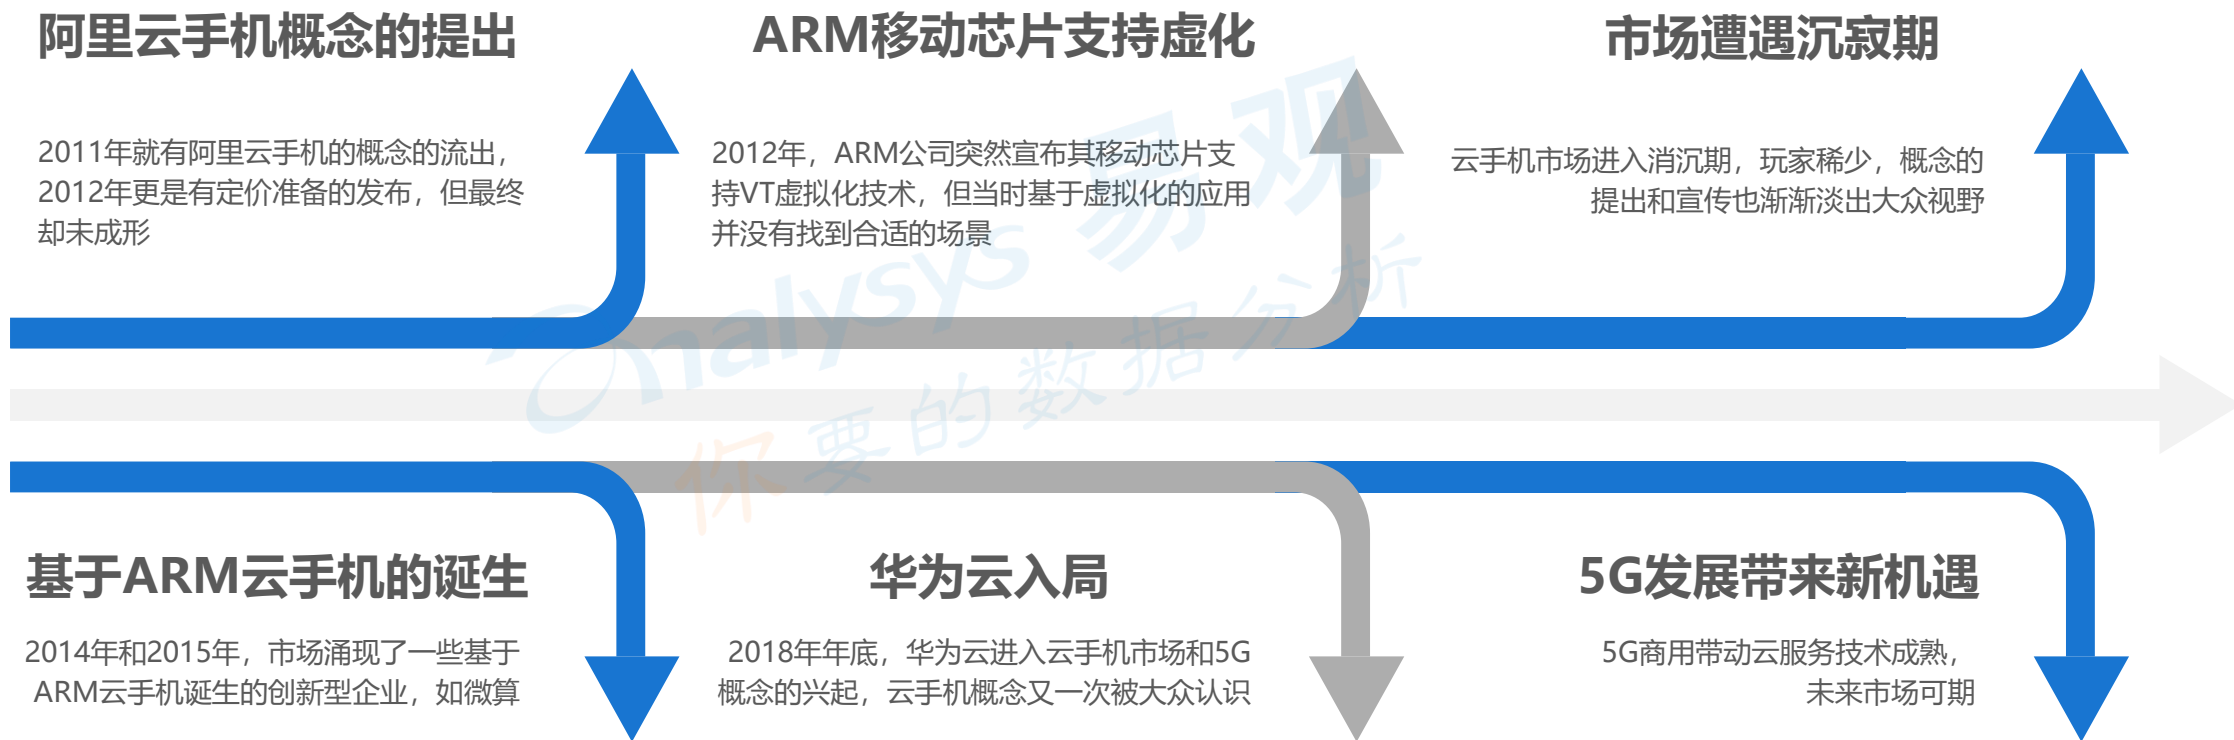 阿里云手机概念的提出
2011年就有阿里云手机的概念的流出，
2012年更是有定价准备的发布，但最终
却未成形
ARM移动芯片支持虚化
2012年，ARM公司突然宣布其移动芯片支
持VT虚拟化技术，但当时基于虚拟化的应用
并没有找到合适的场景
市场遭遇沉寂期
云手机市场进入消沉期，玩家稀少，概念的
提出和宣传也渐渐淡出大众视野
analysys 易观
你要的数据分析
基于ARM云手机的诞生
2014年和2015年，市场涌现了一些基于
ARM云手机诞生的创新型企业，如微算
华为云入局
2018年年底，华为云进入云手机市场和5G
概念的兴起，云手机概念又一次被大众认识
5G发展带来新机遇
5G商用带动云服务技术成熟，
未来市场可期